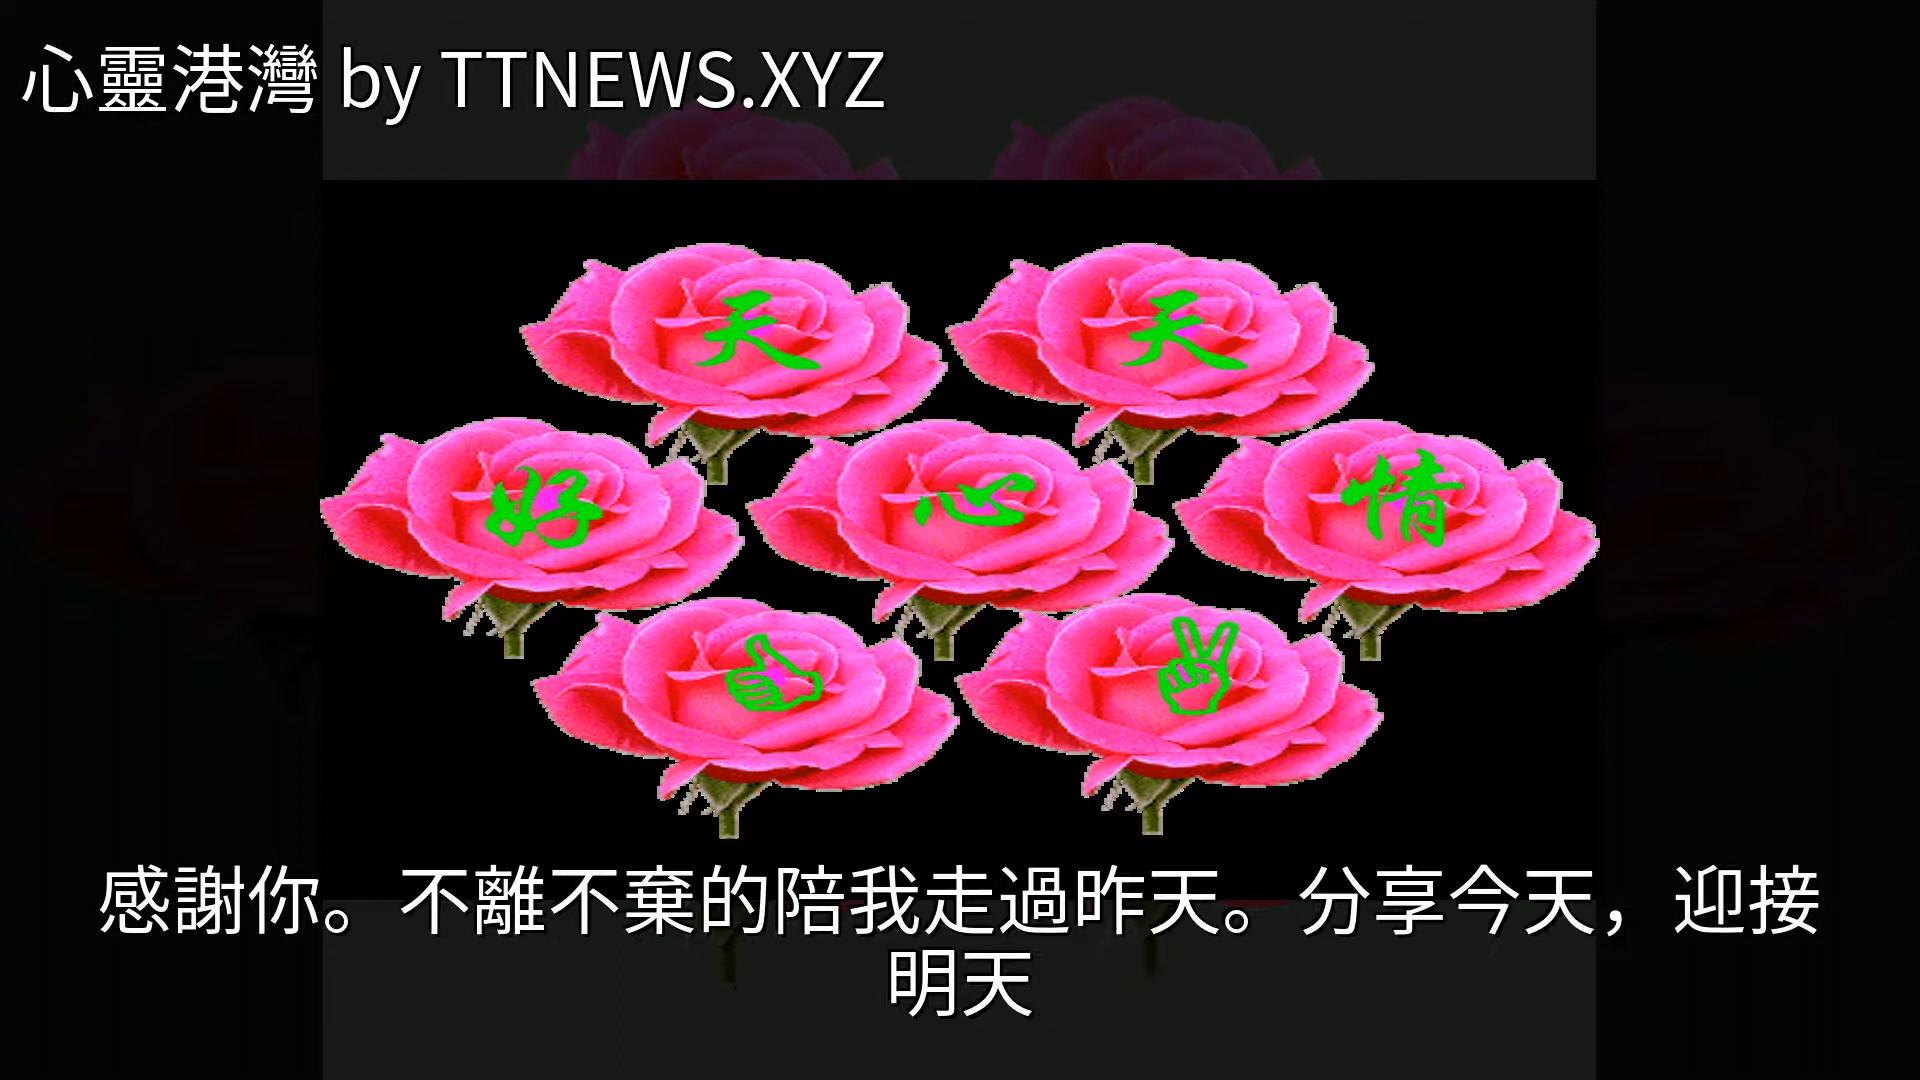 心靈港灣 by TTNEWS.XYZ
天 天
好 心 情
感謝你。不離不棄的陪我走過昨天。分享今天，迎接
明天